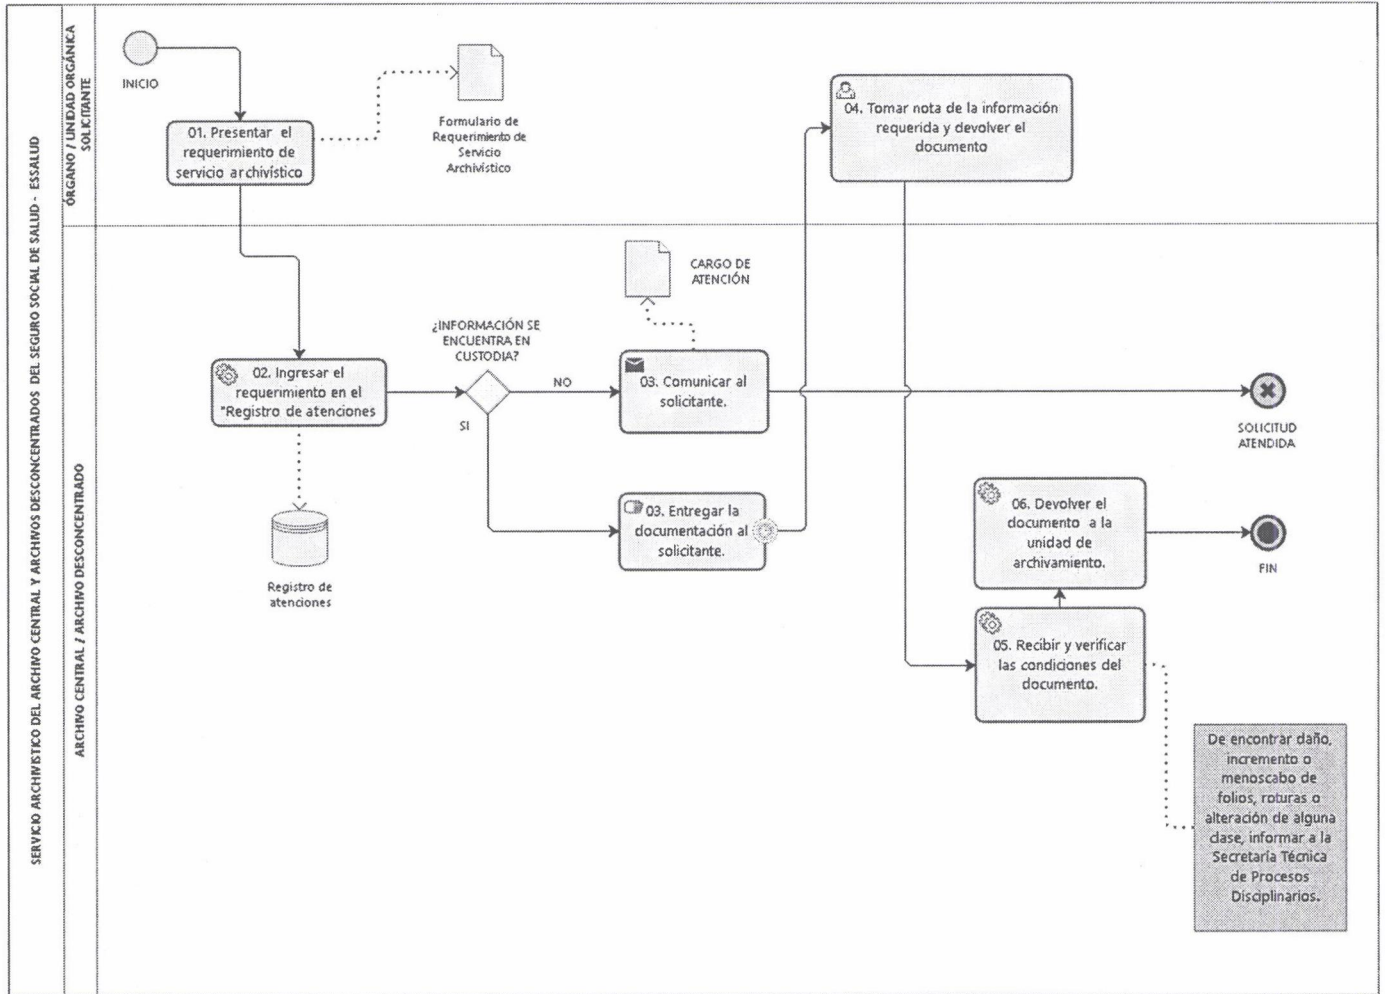 SERVICIO ARCHIVISTICO DEL ARCHIVO CENTRAL Y ARCHIVOS DESCONCENTRADOS DEL SEGURO SOCIAL DE SALUD - ESSALUD
ÓRGANO / UNIDAD ORGÁNICA
SOLICITANTE
INICIO
01. Presentar el
requerimiento de
servicio archivístico
Formulario de
Requerimiento de
Servicio
Archivístico
04. Tomar nota de la información
requerida y devolver el
documento
ARCHIVO CENTRAL / ARCHIVO DESCONCENTRADO
02. Ingresar el
requerimiento en el
"Registro de atenciones
Registro de
atenciones
¿INFORMACIÓN SE
ENCUENTRA EN
CUSTODIA?
NO
SI
CARGO DE
ATENCIÓN
03. Comunicar al
solicitante.
SOLICITUD
ATENDIDA
03. Entregar la
documentación al
solicitante.
06. Devolver el
documento a la
unidad de
archivamiento.
FIN
05. Recibir y verificar
las condiciones del
documento.
De encontrar daño,
incremento o
menoscabo de
folios, roturas o
alteración de alguna
clase, informar a la
Secretaría Técnica
de Procesos
Disciplinarios.